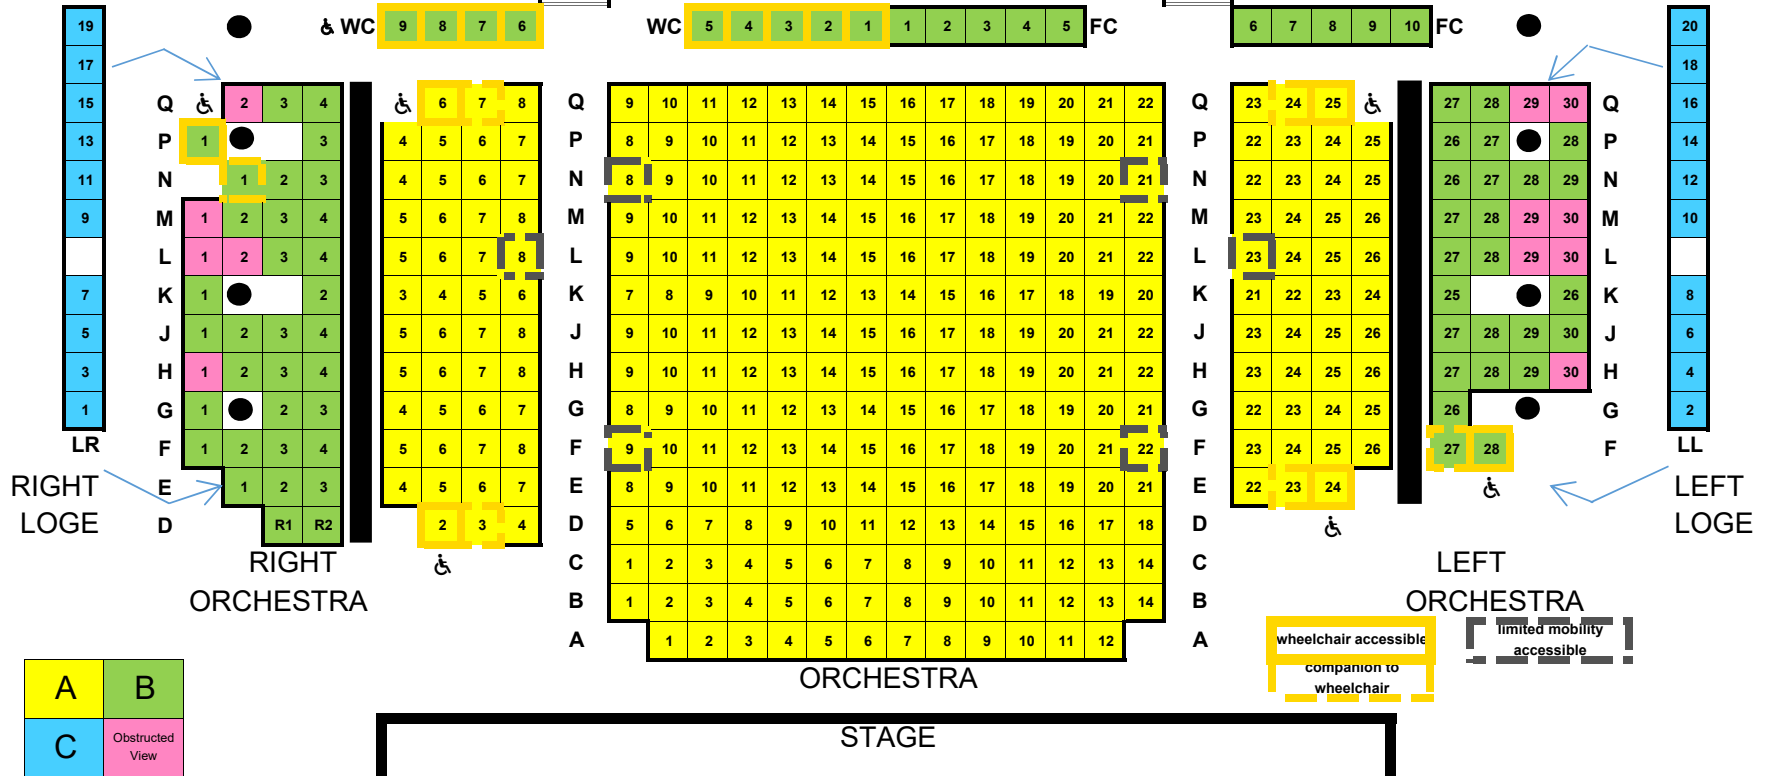 19 WC 9 8 7 6 WC 5 4 3 2 1 1 2 3 4 5 FC 6 7 8 9 10 FC 20
17 18
15 Q 2 3 4 6 7 8 Q 9 10 11 12 13 14 15 16 17 18 19 20 21 22 Q 23 24 25 27 28 29 30 Q 16
13 P 1 3 4 5 6 7 P 8 9 10 11 12 13 14 15 16 17 18 19 20 21 P 22 23 24 25 26 27 28 P 14
11 N 1 2 3 4 5 6 7 N 8 9 10 11 12 13 14 15 16 17 18 19 20 21 N 22 23 24 25 26 27 28 29 N 12
9 M 1 2 3 4 5 6 7 8 M 9 10 11 12 13 14 15 16 17 18 19 20 21 22 M 23 24 25 26 27 28 29 30 M 10
L 1 2 3 4 5 6 7 8 L 9 10 11 12 13 14 15 16 17 18 19 20 21 22 L 23 24 25 26 27 28 29 30 L
7 K 1 2 3 4 5 6 K 7 8 9 10 11 12 13 14 15 16 17 18 19 20 K 21 22 23 24 25 26 K 8
5 J 1 2 3 4 5 6 7 8 J 9 10 11 12 13 14 15 16 17 18 19 20 21 22 J 23 24 25 26 27 28 29 30 J 6
3 H 1 2 3 4 5 6 7 8 H 9 10 11 12 13 14 15 16 17 18 19 20 21 22 H 23 24 25 26 27 28 29 30 H 4
1 G 1 2 3 4 5 6 7 G 8 9 10 11 12 13 14 15 16 17 18 19 20 21 G 22 23 24 25 26 G 2
LR F 1 2 3 4 5 6 7 8 F 9 10 11 12 13 14 15 16 17 18 19 20 21 22 F 23 24 25 26 27 28 F LL
RIGHT E 1 2 3 4 5 6 7 E 8 9 10 11 12 13 14 15 16 17 18 19 20 21 E 22 23 24 LEFT
LOGE D R1 R2 2 3 4 D 5 6 7 8 9 10 11 12 13 14 15 16 17 18 D LOGE
RIGHT C 1 2 3 4 5 6 7 8 9 10 11 12 13 14 C LEFT
ORCHESTRA B 1 2 3 4 5 6 7 8 9 10 11 12 13 14 B ORCHESTRA
A 1 2 3 4 5 6 7 8 9 10 11 12 A
wheelchair accessible
limited mobility
accessible
companion to
wheelchair
ORCHESTRA
A B
C
Obstructed
View
STAGE